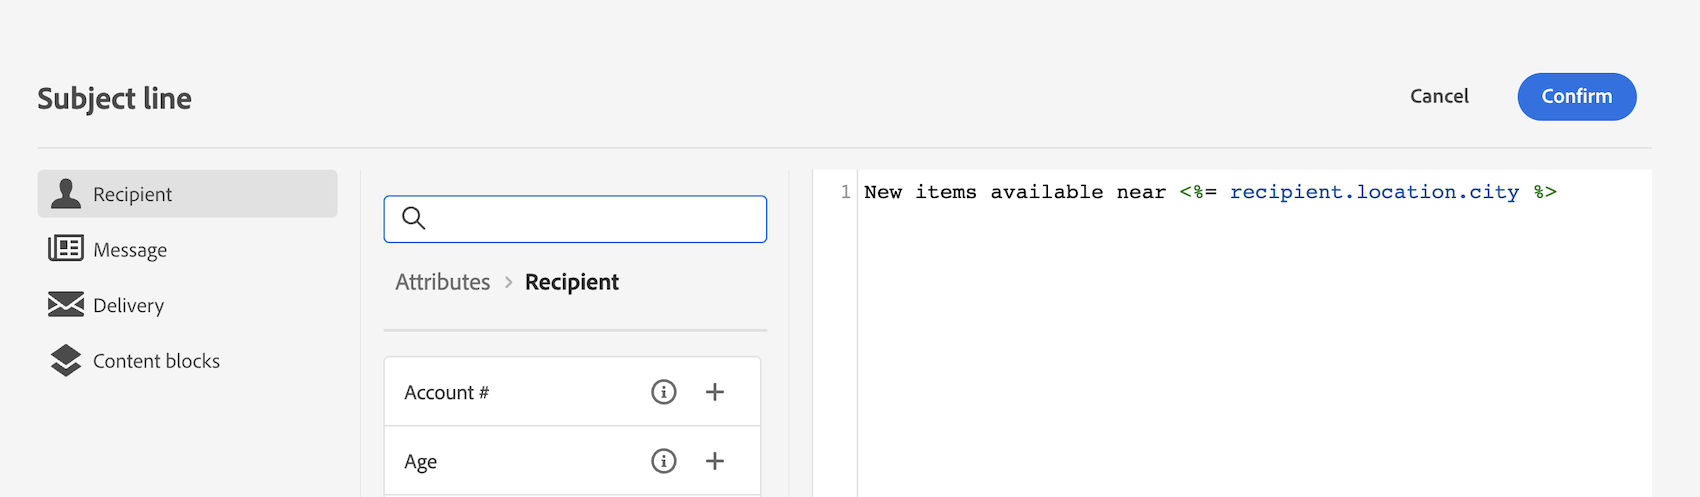 Subject line
Cancel
Confirm
Recipient
Message
Delivery
Content blocks
Attributes > Recipient
Account #
Age
1 New items available near <%= recipient.location.city %>